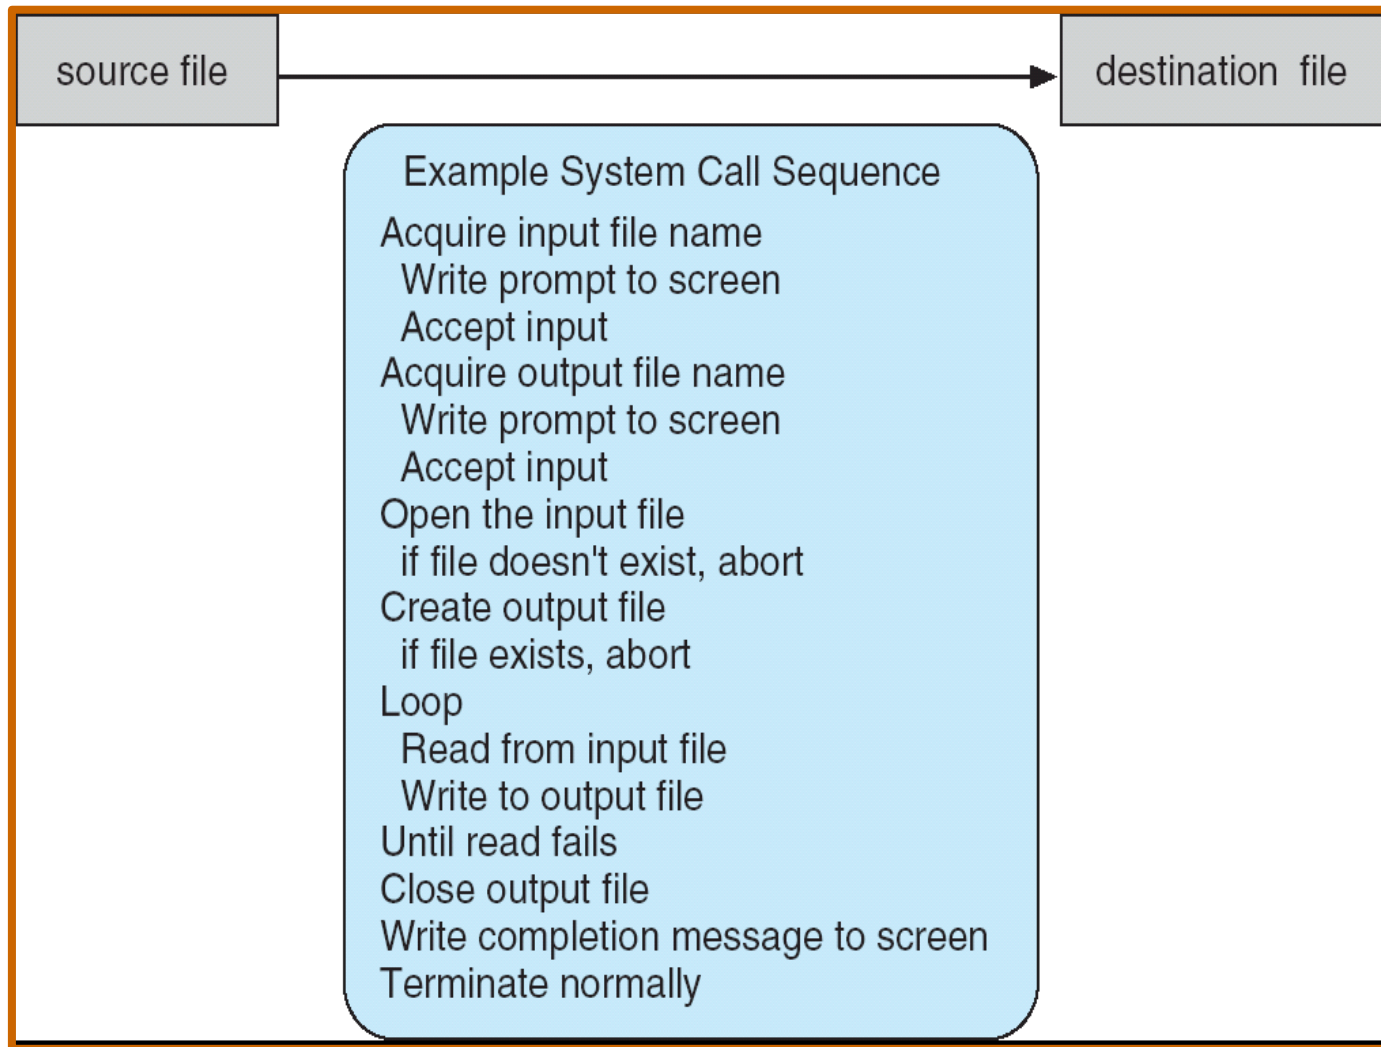 source file
destination file
Example System Call Sequence
Acquire input file name
Write prompt to screen
Accept input
Acquire output file name
Write prompt to screen
Accept input
Open the input file
if file doesn't exist, abort
Create output file
if file exists, abort
Loop
Read from input file
Write to output file
Until read fails
Close output file
Write completion message to screen
Terminate normally